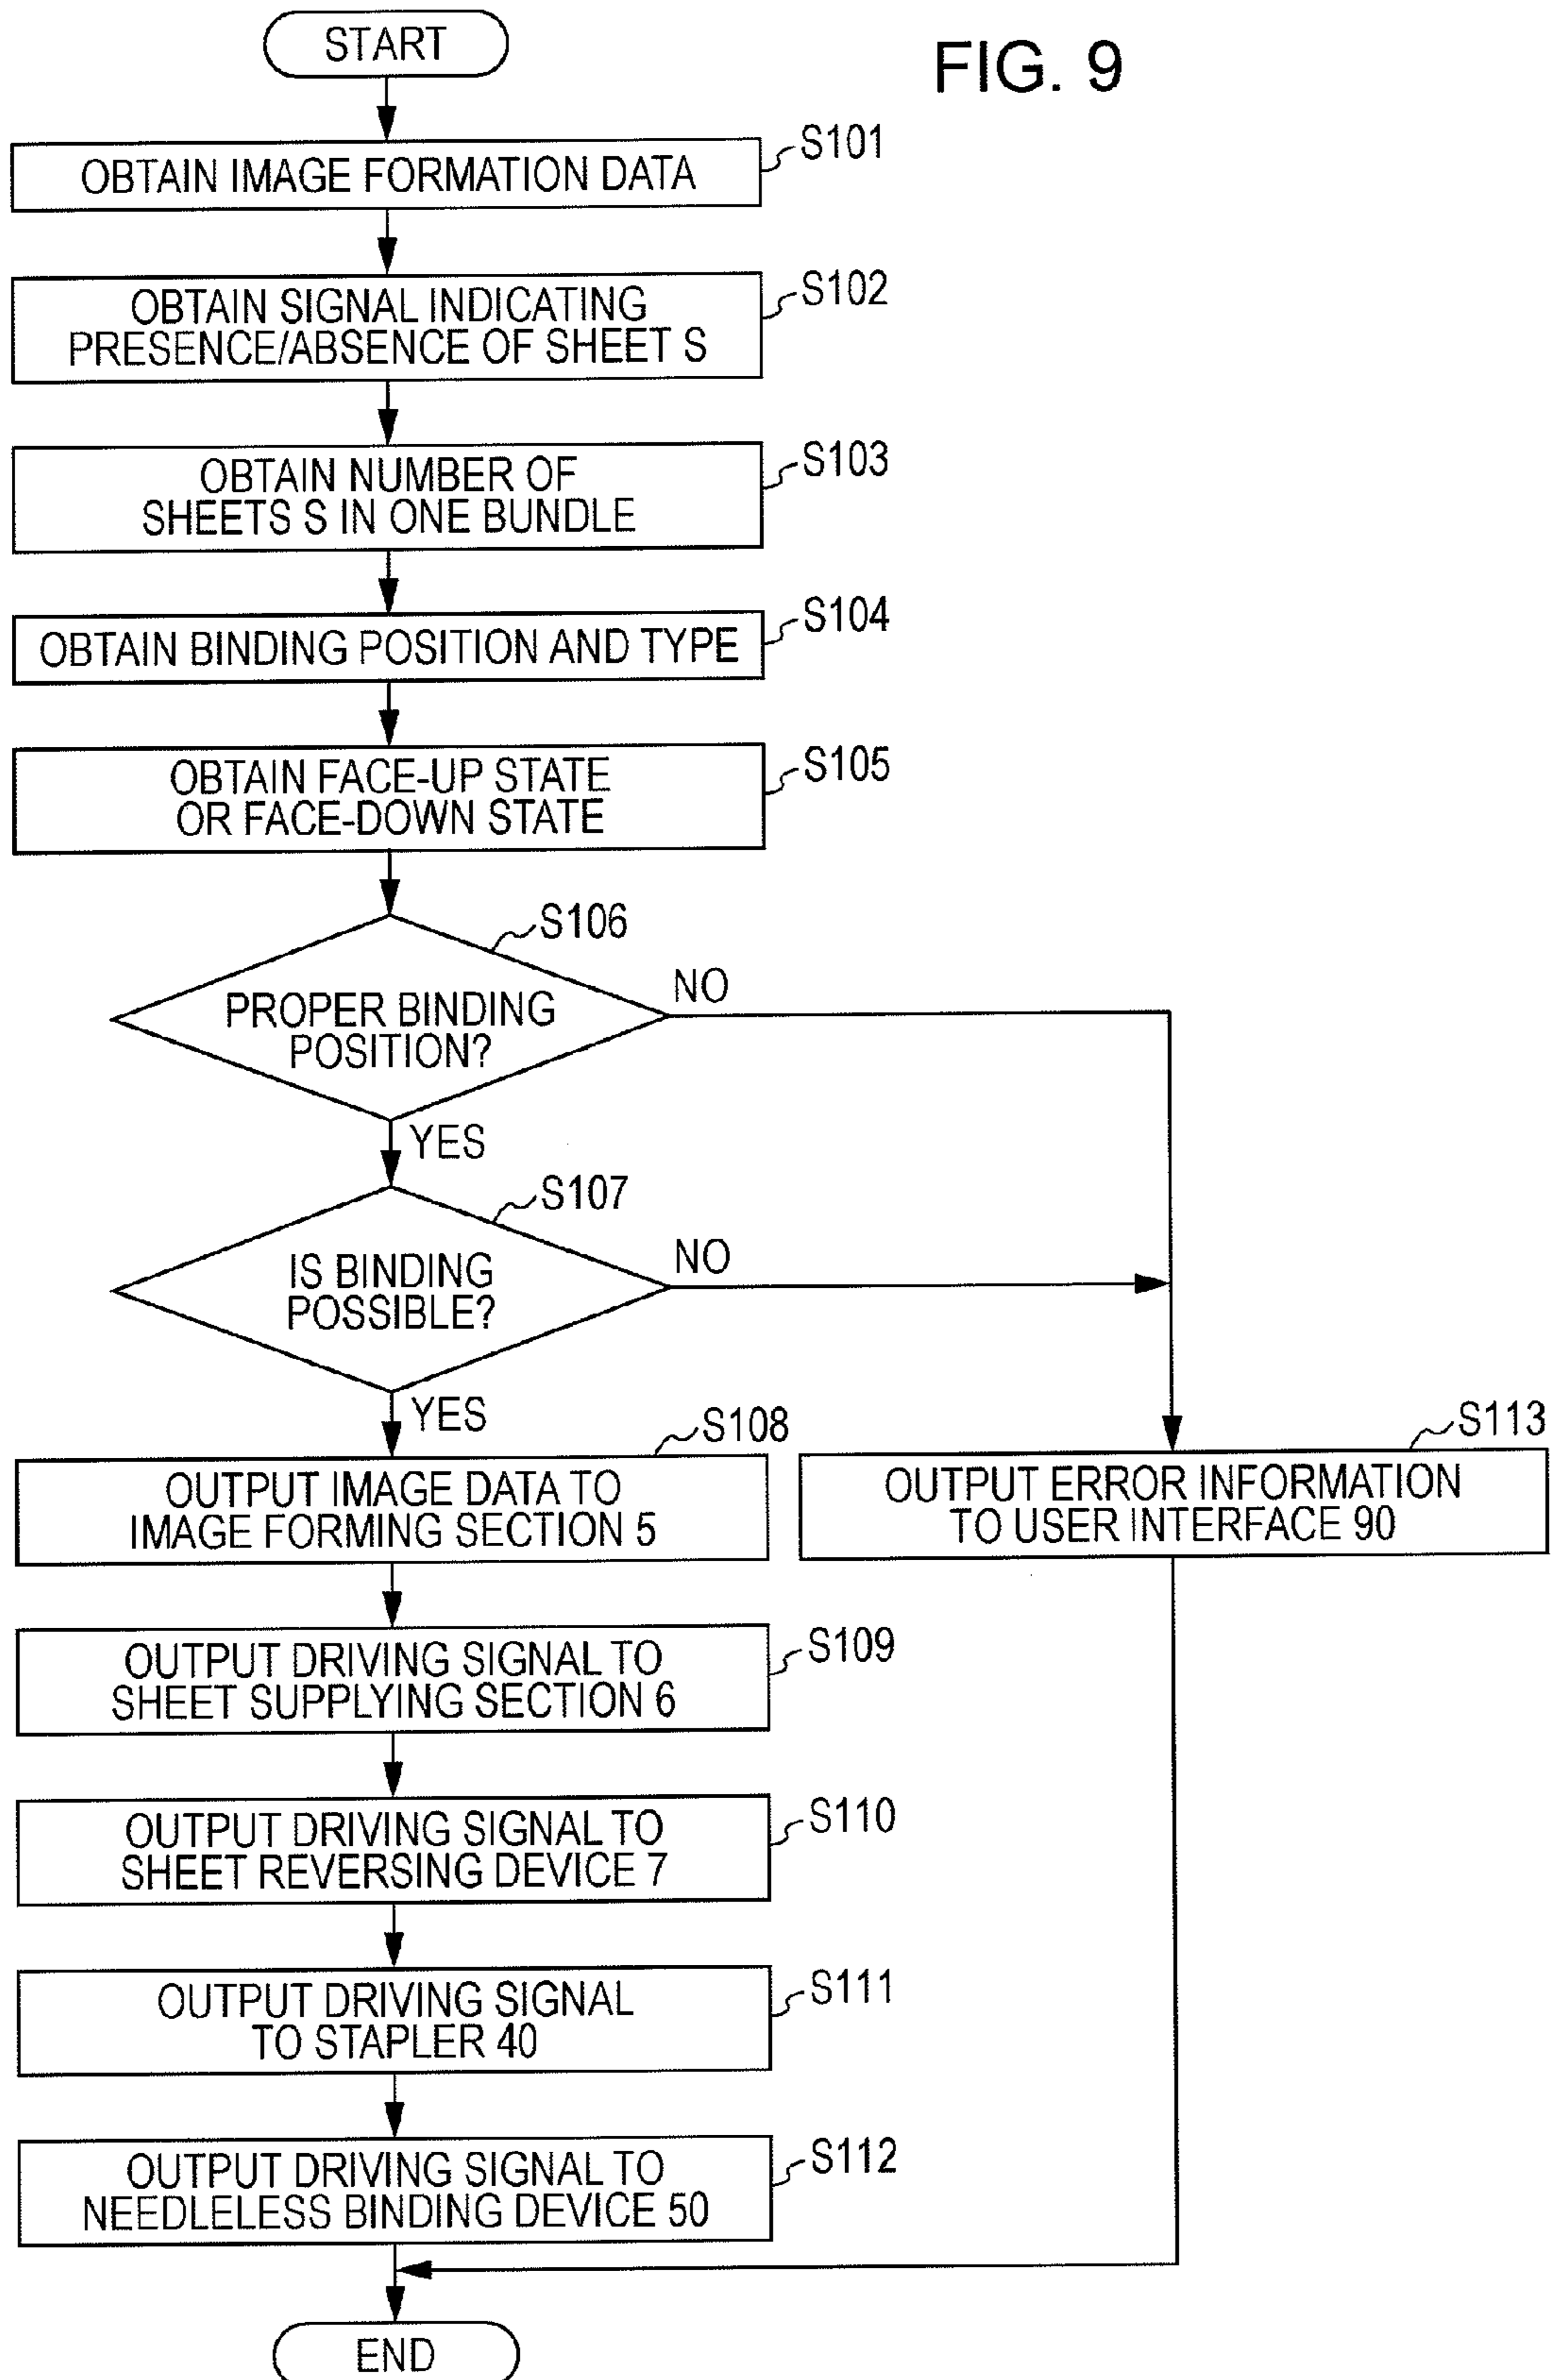 FIG. 9
START
S101
OBTAIN IMAGE FORMATION DATA
S102
OBTAIN SIGNAL INDICATING
PRESENCE/ABSENCE OF SHEET S
S103
OBTAIN NUMBER OF
SHEETS S IN ONE BUNDLE
S104
OBTAIN BINDING POSITION AND TYPE
S105
OBTAIN FACE-UP STATE
OR FACE-DOWN STATE
S106
PROPER BINDING
POSITION?
NO
YES
S107
IS BINDING
POSSIBLE?
NO
YES
S108
OUTPUT IMAGE DATA TO
IMAGE FORMING SECTION 5
S113
OUTPUT ERROR INFORMATION
TO USER INTERFACE 90
S109
OUTPUT DRIVING SIGNAL TO
SHEET SUPPLYING SECTION 6
S110
OUTPUT DRIVING SIGNAL TO
SHEET REVERSING DEVICE 7
S111
OUTPUT DRIVING SIGNAL
TO STAPLER 40
S112
OUTPUT DRIVING SIGNAL TO
NEEDLELESS BINDING DEVICE 50
END